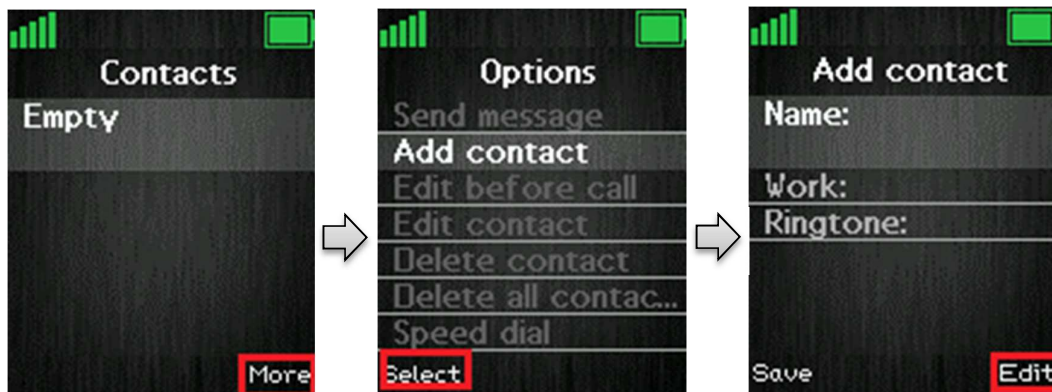 Contacts
Empty
More
Options
Send message
Add contact
Edit before call
Edit contact
Delete contact
Delete all contac...
Speed dial
Select
Add contact
Name:
Work:
Ringtone:
Save Edit